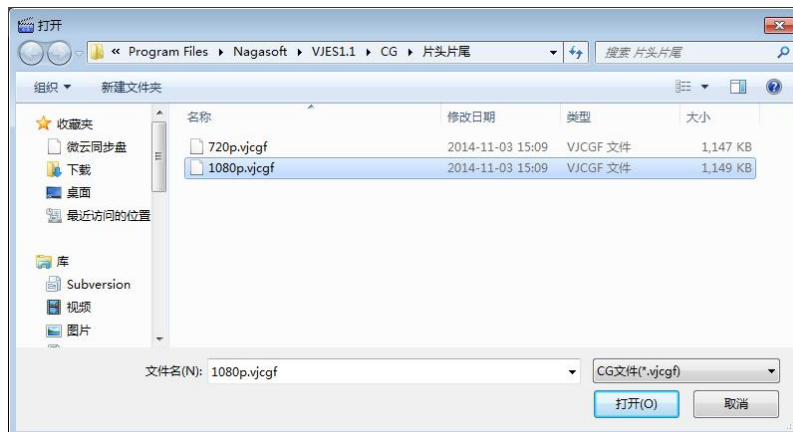 打开
« Program Files ▸ Nagasoft ▸ VJES1.1 ▸ CG ▸ 片头片尾
搜索 片头片尾
组织 新建文件夹
名称 修改日期 类型 大小
720p.vjcgf 2014-11-03 15:09 VJCGF 文件 1,147 KB
1080p.vjcgf 2014-11-03 15:09 VJCGF 文件 1,149 KB
收藏夹
微云同步盘
下载
桌面
最近访问的位置
库
Subversion
视频
图片
文件名(N): 1080p.vjcgf
CG文件(*.vjcgf)
打开(O) 取消